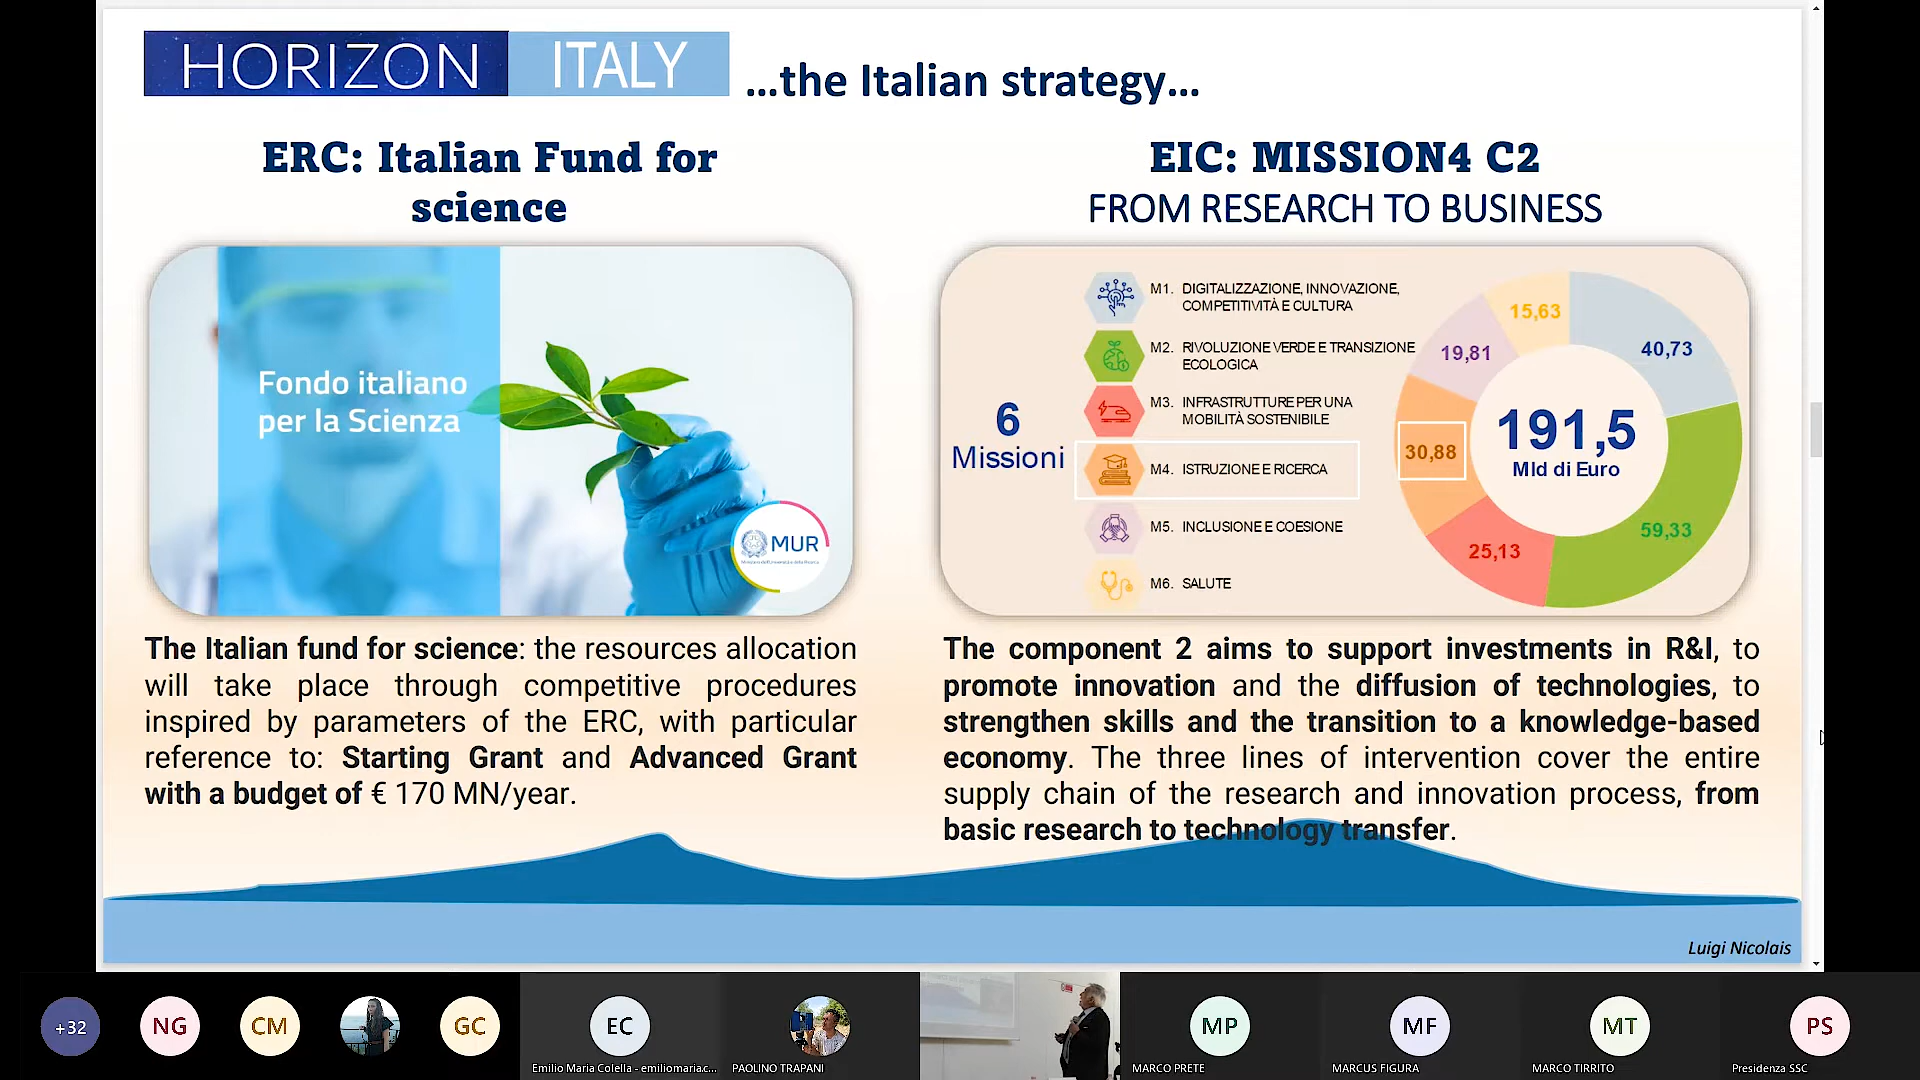 HORIZON ITALY
...the Italian strategy...
ERC: Italian Fund for
science
Fondo italiano
per la Scienza
MUR
The Italian fund for science: the resources allocation
will take place through competitive procedures
inspired by parameters of the ERC, with particular
reference to: Starting Grant and Advanced Grant
with a budget of € 170 MN/year.
EIC: MISSION4 C2
FROM RESEARCH TO BUSINESS
6
Missioni
M1. DIGITALIZZAZIONE, INNOVAZIONE,
COMPETITIVITÀ E CULTURA
M2. RIVOLUZIONE VERDE E TRANSIZIONE
ECOLOGICA
M3. INFRASTRUTTURE PER UNA
MOBILITÀ SOSTENIBILE
M4. ISTRUZIONE E RICERCA
M5. INCLUSIONE E COESIONE
M6. SALUTE
15,63
40,73
19,81
30,88
59,33
25,13
191,5
Mld di Euro
The component 2 aims to support investments in R&I, to
promote innovation and the diffusion of technologies, to
strengthen skills and the transition to a knowledge-based
economy. The three lines of intervention cover the entire
supply chain of the research and innovation process, from
basic research to technology transfer.
Luigi Nicolais
+32
NG
CM
GC
EC
Emilio Maria Colella - emiliomaria.c...
PAOLINO TRAPANI
MP
MARCO PRETE
MF
MARCUS FIGURA
MT
MARCO TIRRITO
PS
Presidenza SSC